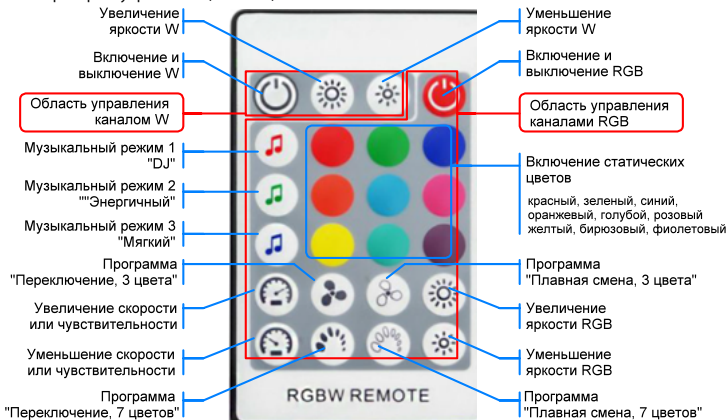 Увеличение
яркости W
Включение и
выключение W
Область управления
каналом W
Музыкальный режим 1
"DJ"
Музыкальный режим 2
""Энергичный"
Музыкальный режим 3
"Мягкий"
Программа
"Переключение, 3 цвета"
Увеличение скорости
или чувствительности
Уменьшение скорости
или чувствительности
Программа
"Переключение, 7 цветов"
Уменьшение
яркости W
Включение и
выключение RGB
Область управления
каналами RGB
Включение статических
цветов
красный, зеленый, синий,
оранжевый, голубой, розовый
желтый, бирюзовый, фиолетовый
Программа
"Плавная смена, 3 цвета"
Увеличение
яркости RGB
Уменьшение
яркости RGB
Программа
"Плавная смена, 7 цветов"
RGBW REMOTE